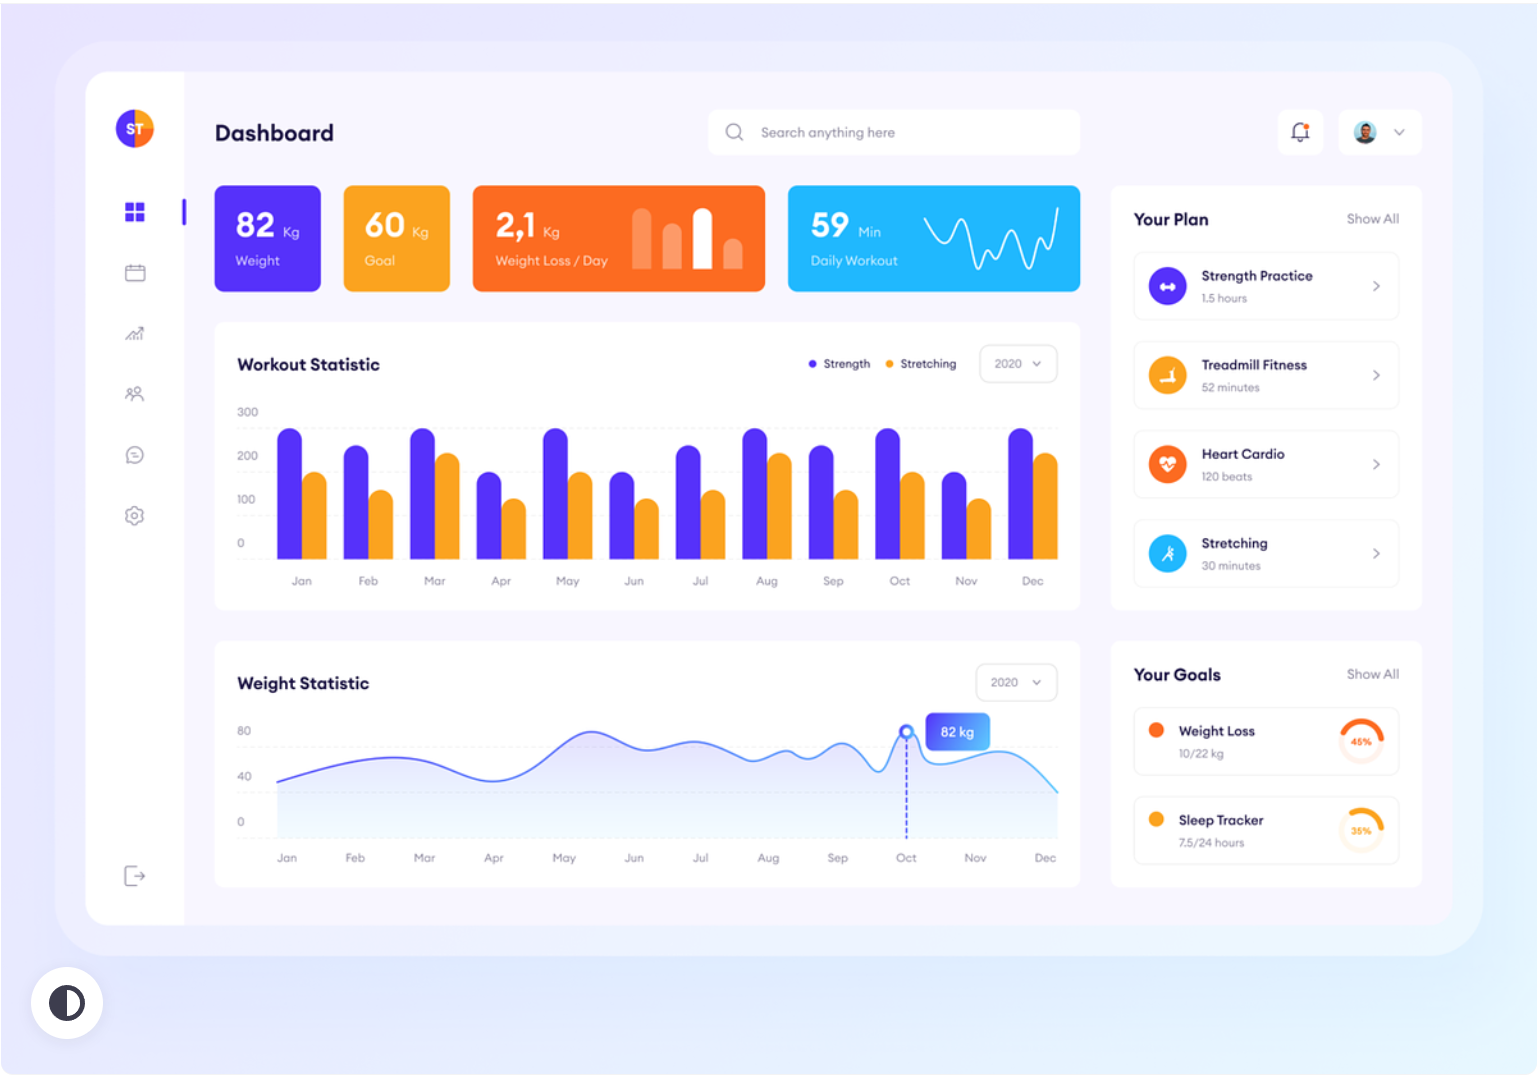 ST
Dashboard
Search anything here
82 Kg
Weight
60 Kg
Goal
2,1 Kg
Weight Loss / Day
59 Min
Daily Workout
Workout Statistic
Strength
Stretching
2020
300
200
100
0
Jan Feb Mar Apr May Jun Jul Aug Sep Oct Nov Dec
Weight Statistic
2020
80
82 kg
40
0
Jan Feb Mar Apr May Jun Jul Aug Sep Oct Nov Dec
Your Plan
Show All
Strength Practice
1.5 hours
Treadmill Fitness
52 minutes
Heart Cardio
120 beats
Stretching
30 minutes
Your Goals
Show All
Weight Loss
10/22 kg
45%
Sleep Tracker
7.5/24 hours
35%